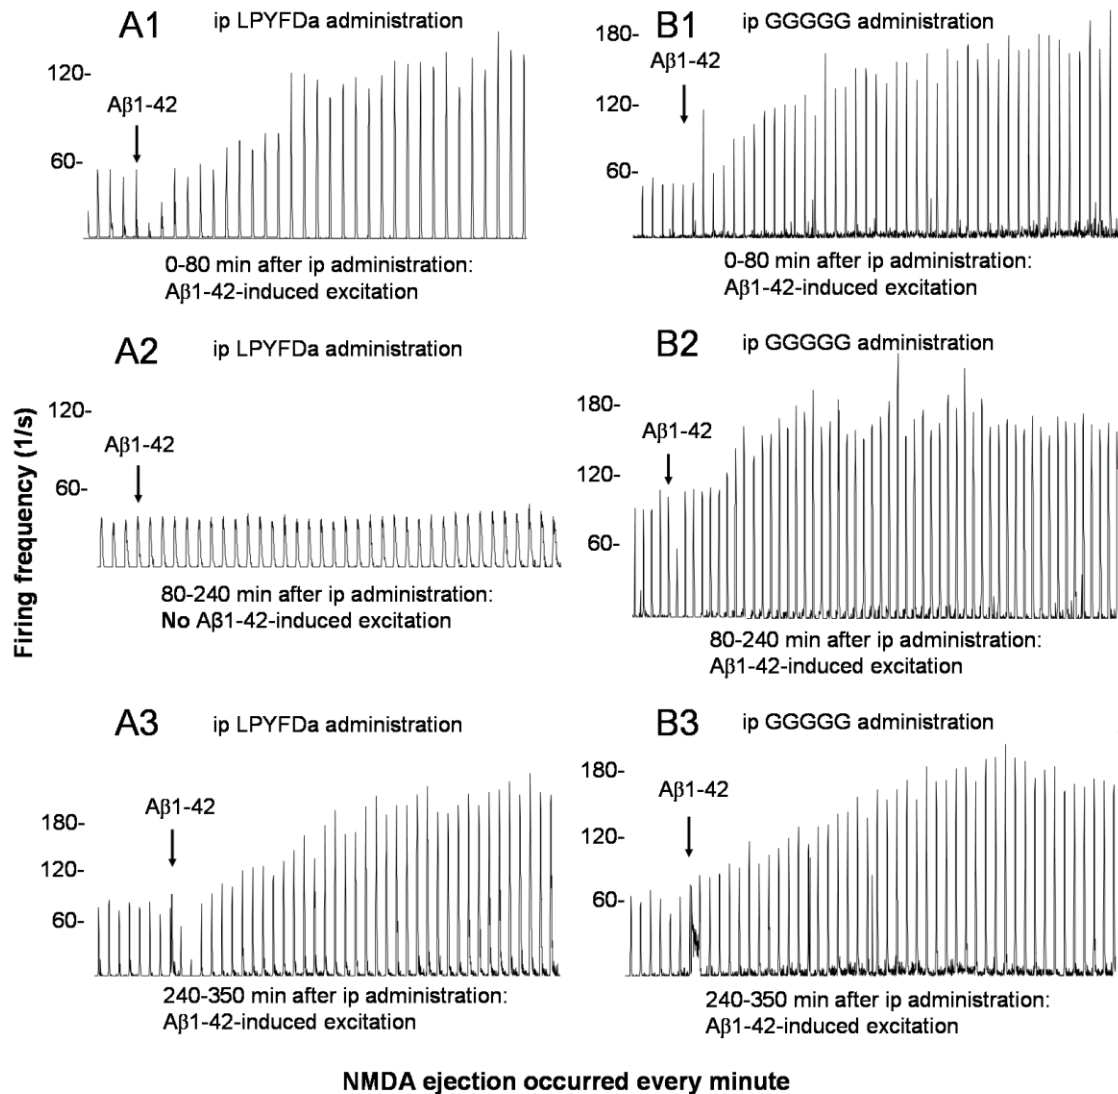 A1 ip LPYFDa administration
120-
Aβ1-42
60-
0-80 min after ip administration:
Aβ1-42-induced excitation
B1 ip GGGGG administration
180-
Aβ1-42
120-
60-
0-80 min after ip administration:
Aβ1-42-induced excitation
A2 ip LPYFDa administration
120-
Aβ1-42
60-
80-240 min after ip administration:
No Aβ1-42-induced excitation
B2 ip GGGGG administration
180-
Aβ1-42
120-
60-
80-240 min after ip administration:
Aβ1-42-induced excitation
Firing frequency (1/s)
A3 ip LPYFDa administration
Aβ1-42
180-
120-
60-
240-350 min after ip administration:
Aβ1-42-induced excitation
B3 ip GGGGG administration
180-
Aβ1-42
120-
60-
240-350 min after ip administration:
Aβ1-42-induced excitation
NMDA ejection occurred every minute